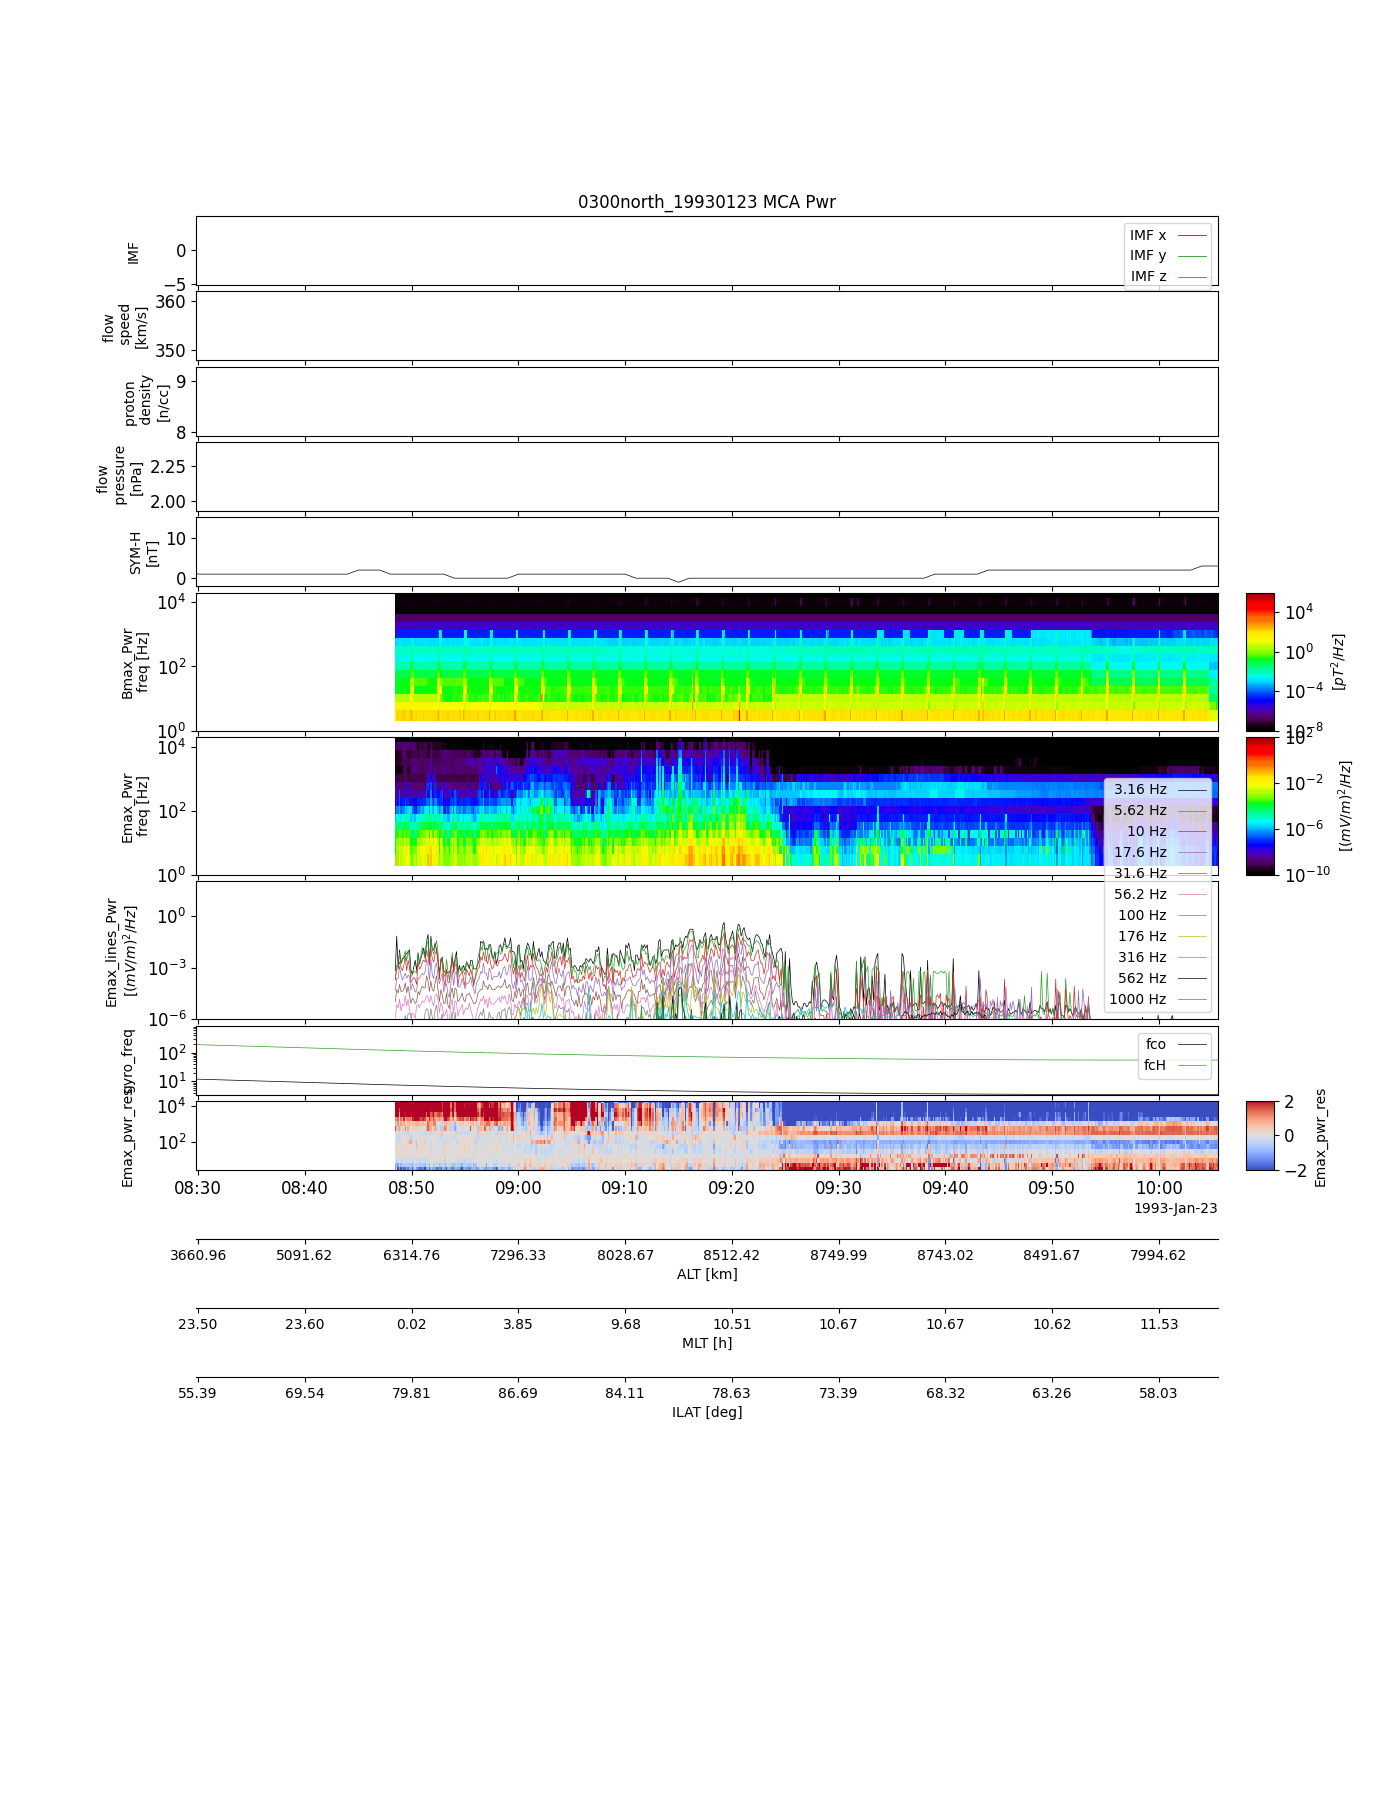 0300north_19930123 MCA Pwr
IMF
0
−5
IMF x
IMF y
IMF z
flow
speed
[km/s]
360
350
proton
density
[n/cc]
9
8
flow
pressure
[nPa]
2.25
2.00
SYM-H
[nT]
10
0
Bmax_Pwr
freq [Hz]
10^4
10^2
10^0
10^4
10^0
10^−4
10^−8
[pT^2/Hz]
Emax_Pwr
freq [Hz]
10^4
10^2
10^0
10^2
10^−2
10^−6
10^−10
[(mV/m)^2/Hz]
3.16 Hz
5.62 Hz
10 Hz
17.6 Hz
31.6 Hz
56.2 Hz
100 Hz
176 Hz
316 Hz
562 Hz
1000 Hz
Emax_lines_Pwr
[(mV/m)^2/Hz]
10^0
10^−3
10^−6
gyro_freq
10^2
10^1
fco
fcH
Emax_pwr_res
10^4
10^2
2
0
−2
Emax_pwr_res
08:30 08:40 08:50 09:00 09:10 09:20 09:30 09:40 09:50 10:00
1993-Jan-23
3660.96 5091.62 6314.76 7296.33 8028.67 8512.42 8749.99 8743.02 8491.67 7994.62
ALT [km]
23.50 23.60 0.02 3.85 9.68 10.51 10.67 10.67 10.62 11.53
MLT [h]
55.39 69.54 79.81 86.69 84.11 78.63 73.39 68.32 63.26 58.03
ILAT [deg]